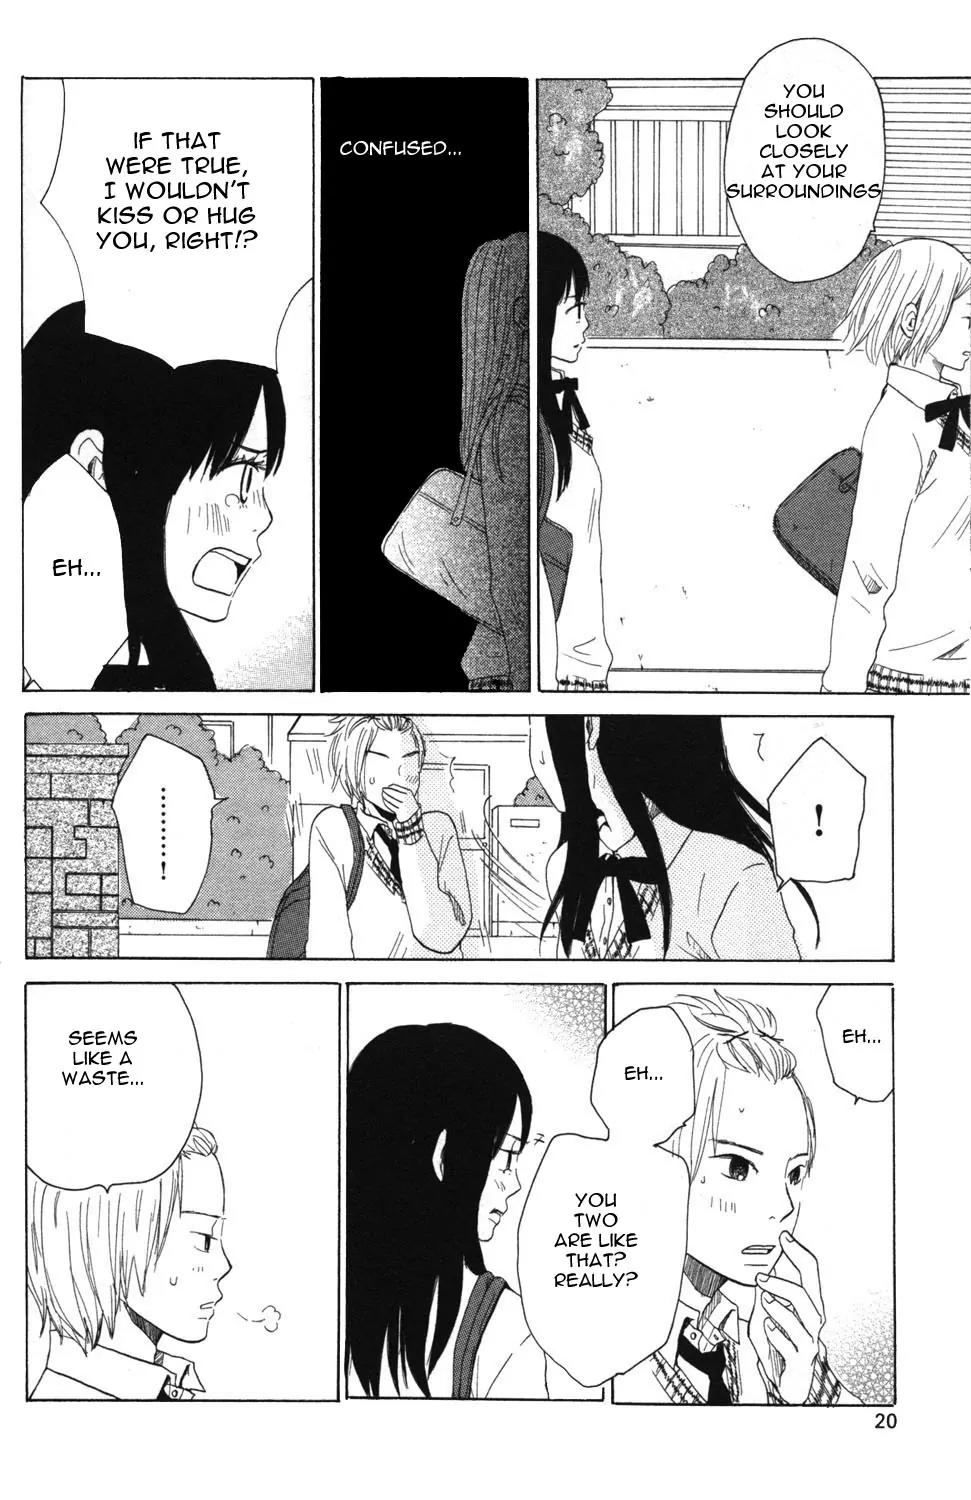 YOU
SHOULD
LOOK
CLOSELY
AT YOUR
SURROUNDINGS
CONFUSED...
IF THAT
WERE TRUE,
I WOULDN'T
KISS OR HUG
YOU, RIGHT!?
EH...
!
.........!
EH...
EH...
YOU
TWO
ARE LIKE
THAT?
REALLY?
SEEMS
LIKE A
WASTE...
20